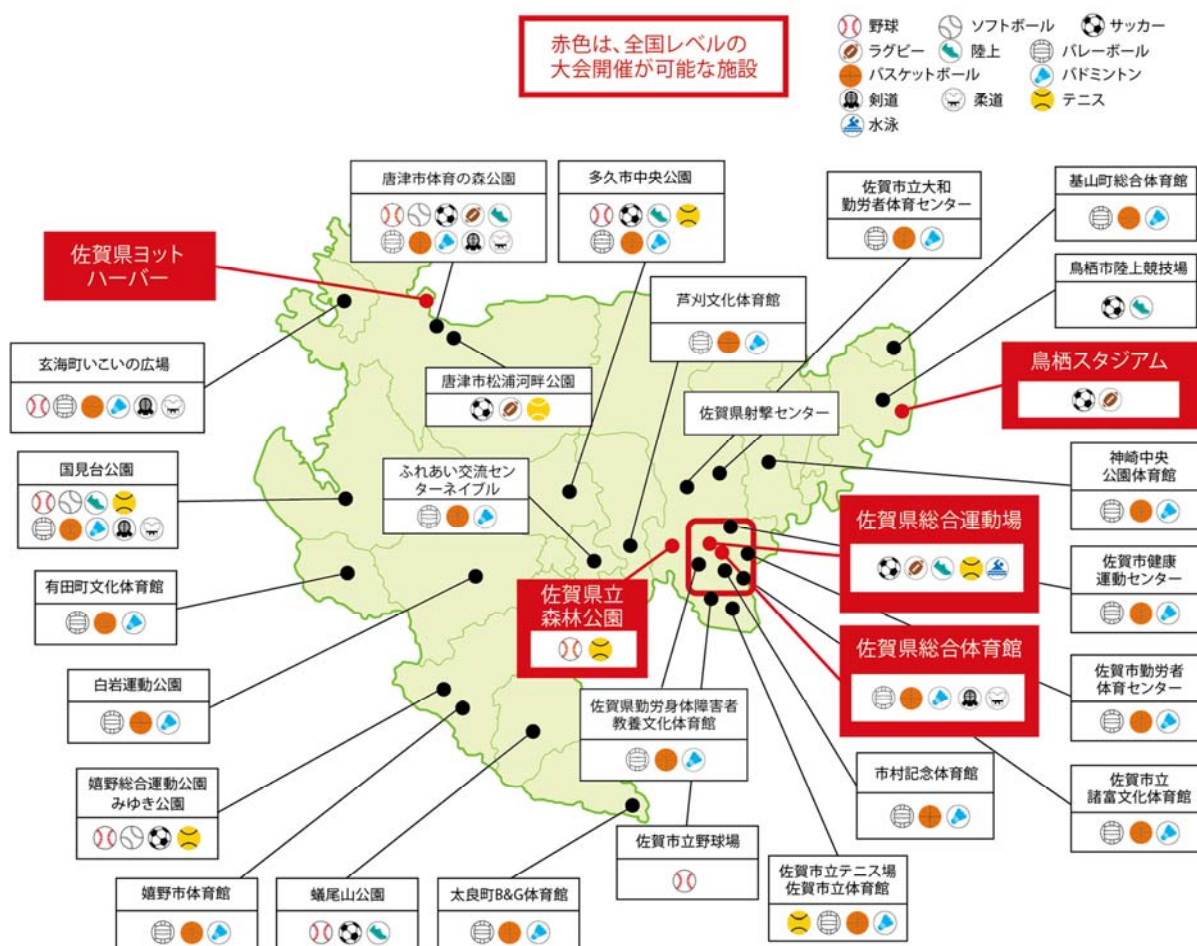 赤色は、全国レベルの
大会開催が可能な施設
野球 ソフトボール サッカー
ラグビー 陸上 バレーボール
バスケットボール バドミントン
剣道 柔道 テニス
水泳
唐津市体育の森公園
多久市中央公園
佐賀市立大和
勤労者体育センター
基山町総合体育館
佐賀県ヨット
ハーバー
鳥栖市陸上競技場
芦刈文化体育館
玄海町いこいの広場
唐津市松浦河畔公園
鳥栖スタジアム
佐賀県射撃センター
国見台公園
ふれあい交流セン
ターネイブル
神崎中央
公園体育館
佐賀県総合運動場
有田町文化体育館
佐賀県立
森林公園
佐賀市健康
運動センター
佐賀県総合体育館
白岩運動公園
佐賀県勤労身体障害者
教養文化体育館
佐賀市勤労者
体育センター
嬉野総合運動公園
みゆき公園
市村記念体育館
佐賀市立
諸富文化体育館
佐賀市立野球場
佐賀市立テニス場
佐賀市立体育館
嬉野市体育館
蟻尾山公園
太良町B&G体育館